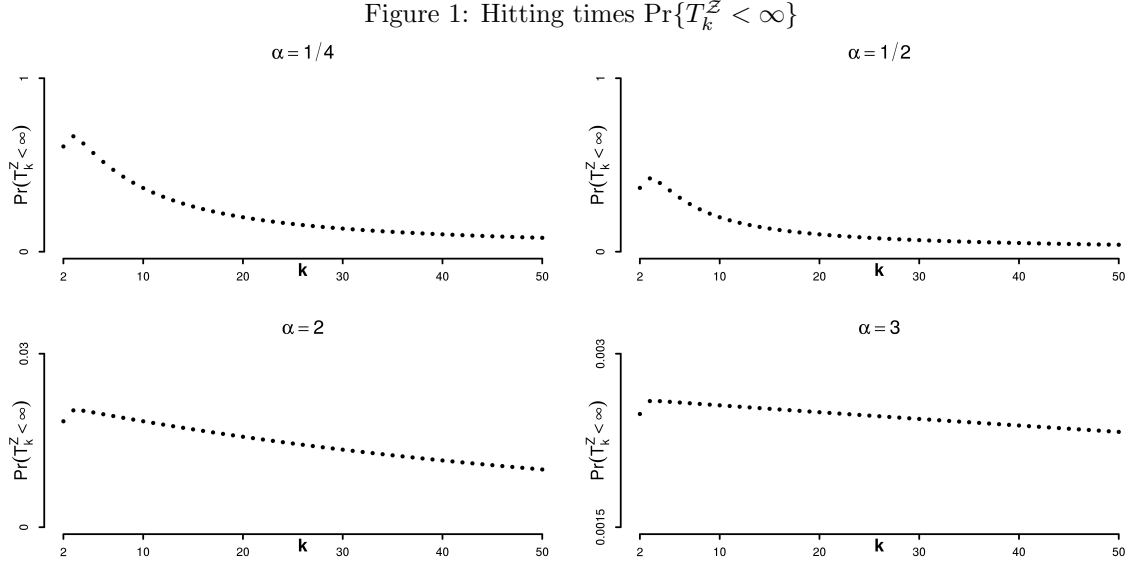 Figure 1: Hitting times Pr{T_k^Z < ∞}
α = 1/4
Pr(T_k^Z < ∞)
1
0
2 10 20 30 40 50
k
α = 1/2
Pr(T_k^Z < ∞)
1
0
2 10 20 30 40 50
k
α = 2
Pr(T_k^Z < ∞)
0.03
0
2 10 20 30 40 50
k
α = 3
Pr(T_k^Z < ∞)
0.003
0.0015
2 10 20 30 40 50
k